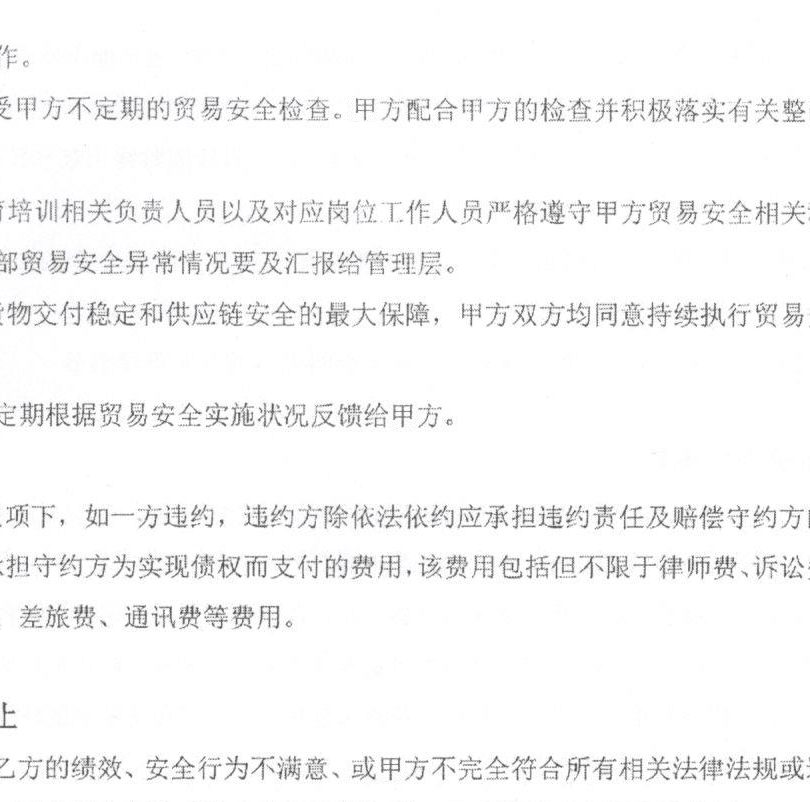 作。
受甲方不定期的贸易安全检查。甲方配合甲方的检查并积极落实有关整
培训相关负责人员以及对应岗位工作人员严格遵守甲方贸易安全相关
部贸易安全异常情况要及汇报给管理层。
货物交付稳定和供应链安全的最大保障，甲方双方均同意持续执行贸易
定期根据贸易安全实施状况反馈给甲方。
项下，如一方违约，违约方除依法依约应承担违约责任及赔偿守约方
承担守约方为实现债权而支付的费用,该费用包括但不限于律师费、诉讼
差旅费、通讯费等费用。
止
乙方的绩效、安全行为不满意、或甲方不完全符合所有相关法律法规或